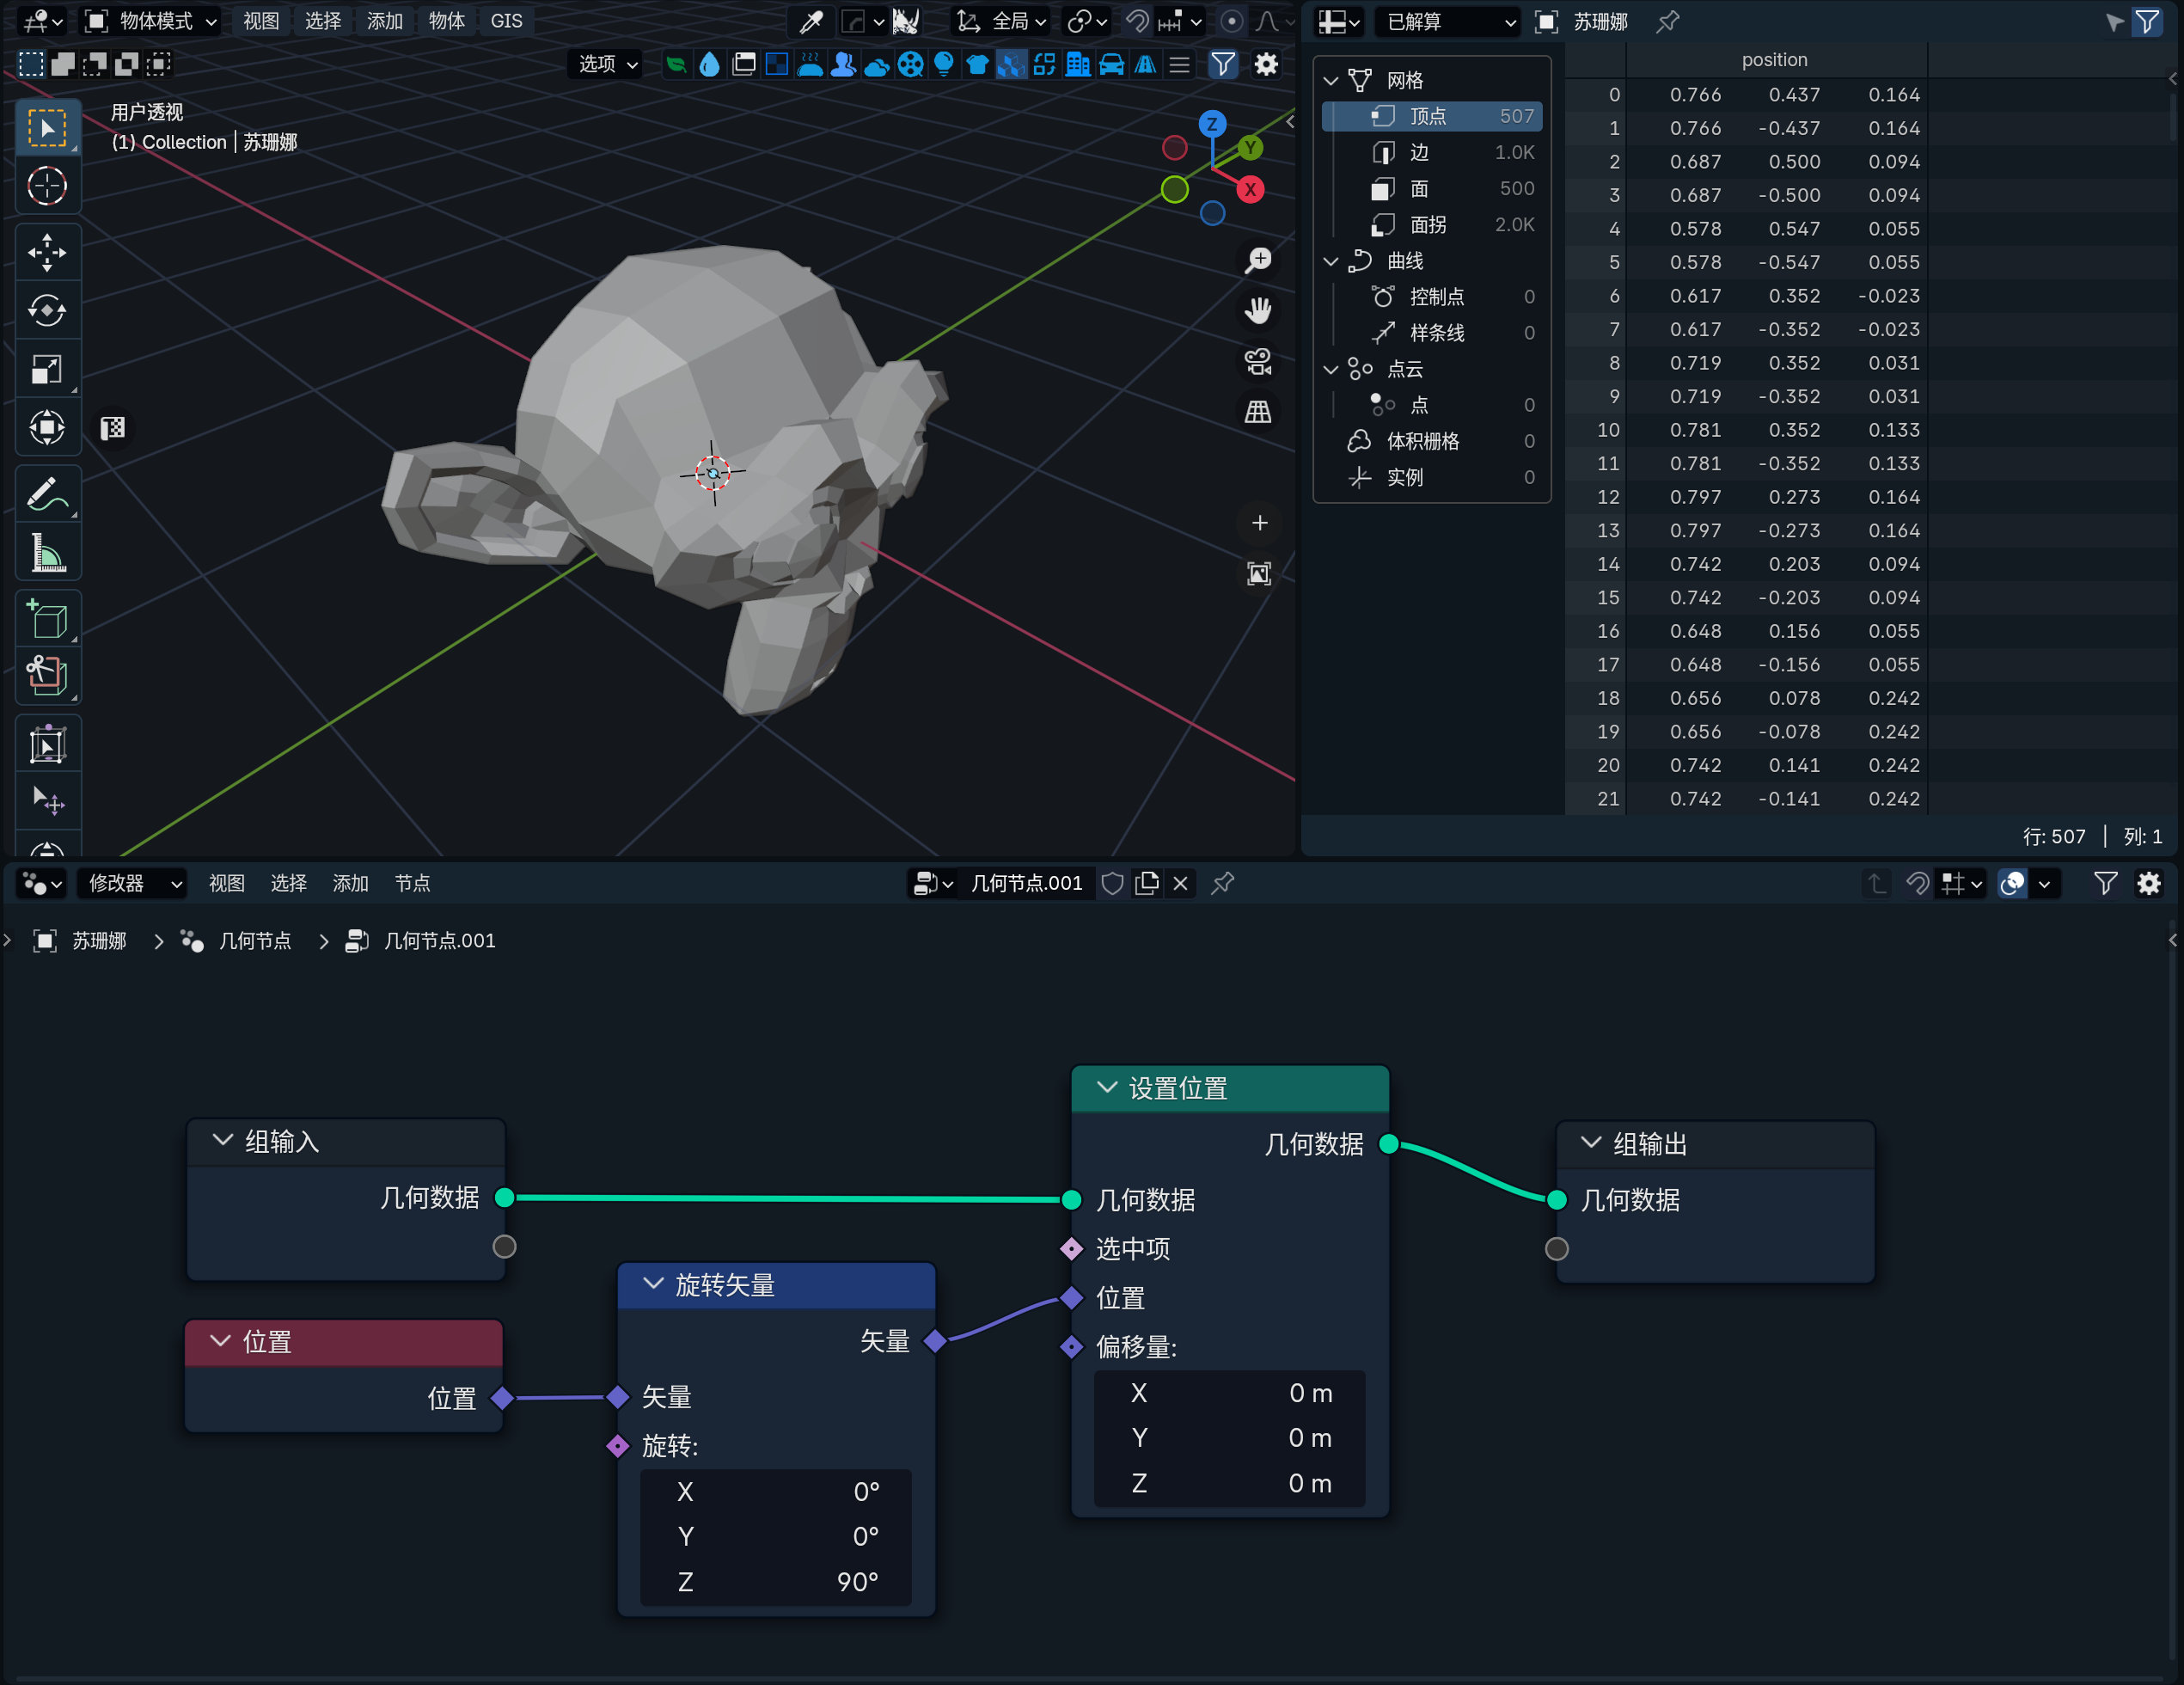 物体模式 视图 选择 添加 物体 GIS 全局
选项
用户透视
(1) Collection | 苏珊娜
Z
Y
X
已解算 苏珊娜
网格
顶点 507
边 1.0K
面 500
面拐 2.0K
曲线
控制点 0
样条线 0
点云
点 0
体积栅格 0
实例 0
position
0 0.766 0.437 0.164
1 0.766 -0.437 0.164
2 0.687 0.500 0.094
3 0.687 -0.500 0.094
4 0.578 0.547 0.055
5 0.578 -0.547 0.055
6 0.617 0.352 -0.023
7 0.617 -0.352 -0.023
8 0.719 0.352 0.031
9 0.719 -0.352 0.031
10 0.781 0.352 0.133
11 0.781 -0.352 0.133
12 0.797 0.273 0.164
13 0.797 -0.273 0.164
14 0.742 0.203 0.094
15 0.742 -0.203 0.094
16 0.648 0.156 0.055
17 0.648 -0.156 0.055
18 0.656 0.078 0.242
19 0.656 -0.078 0.242
20 0.742 0.141 0.242
21 0.742 -0.141 0.242
行: 507 | 列: 1
修改器 视图 选择 添加 节点 几何节点.001
苏珊娜 > 几何节点 > 几何节点.001
组输入
几何数据
位置
位置
旋转矢量
矢量
矢量
旋转:
X 0°
Y 0°
Z 90°
设置位置
几何数据
几何数据
选中项
位置
偏移量:
X 0 m
Y 0 m
Z 0 m
组输出
几何数据